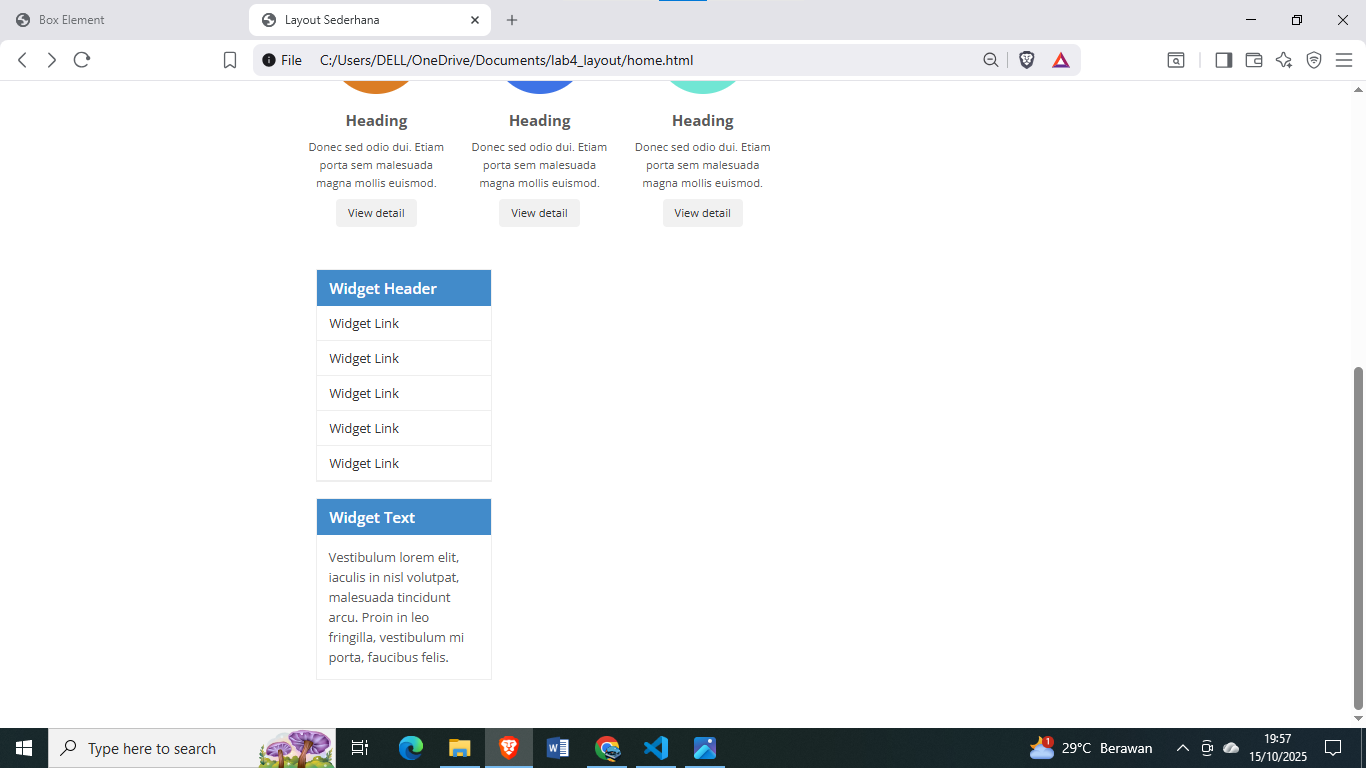 Box Element
Layout Sederhana
File C:/Users/DELL/OneDrive/Documents/lab4_layout/home.html
Heading
Donec sed odio dui. Etiam
porta sem malesuada
magna mollis euismod.
View detail
Heading
Donec sed odio dui. Etiam
porta sem malesuada
magna mollis euismod.
View detail
Heading
Donec sed odio dui. Etiam
porta sem malesuada
magna mollis euismod.
View detail
Widget Header
Widget Link
Widget Link
Widget Link
Widget Link
Widget Link
Widget Text
Vestibulum lorem elit,
iaculis in nisl volutpat,
malesuada tincidunt
arcu. Proin in leo
fringilla, vestibulum mi
porta, faucibus felis.
Type here to search
1
29°C Berawan
19:57
15/10/2025